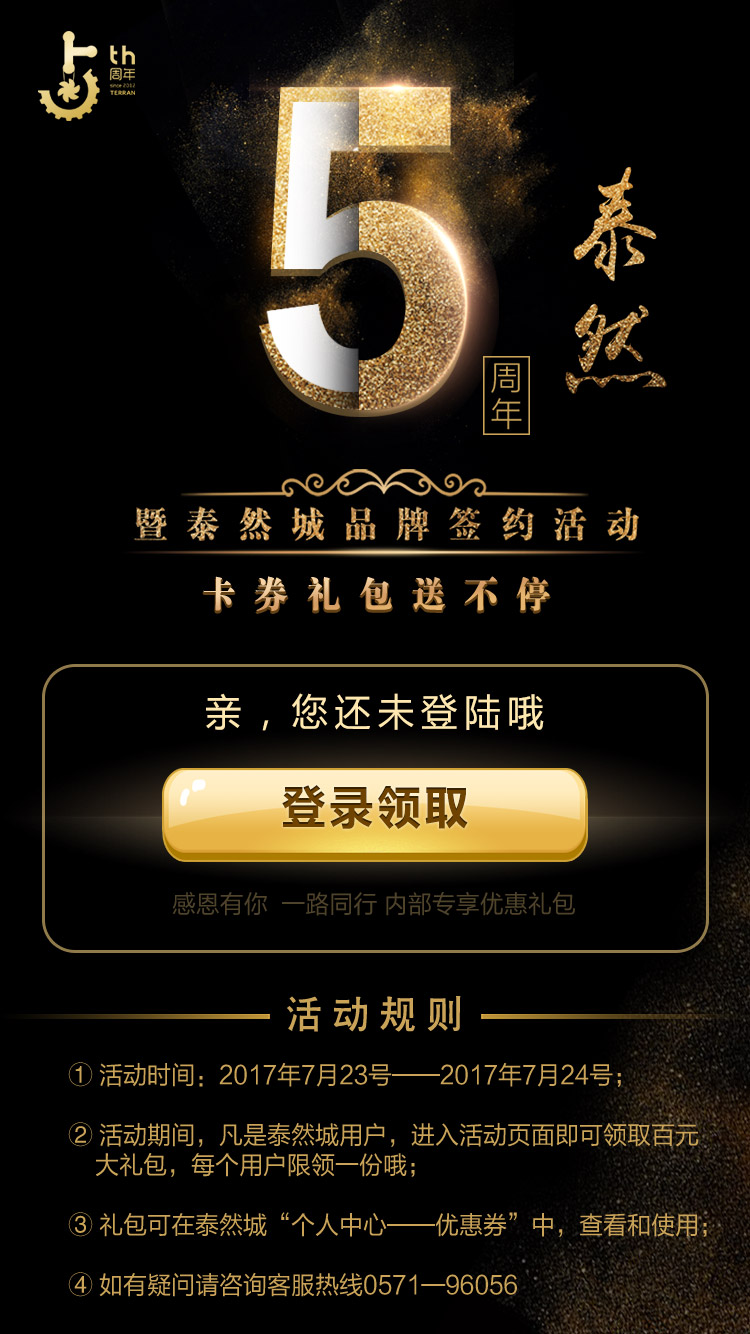 th
周年
since 2012
TERRAN
5
周年
泰然
暨泰然城品牌签约活动
卡券礼包送不停
亲，您还未登陆哦
登录领取
感恩有你 一路同行 内部专享优惠礼包
活动规则
① 活动时间：2017年7月23号——2017年7月24号；
② 活动期间，凡是泰然城用户，进入活动页面即可领取百元
大礼包，每个用户限领一份哦；
③ 礼包可在泰然城“个人中心——优惠券”中，查看和使用；
④ 如有疑问请咨询客服热线0571—96056